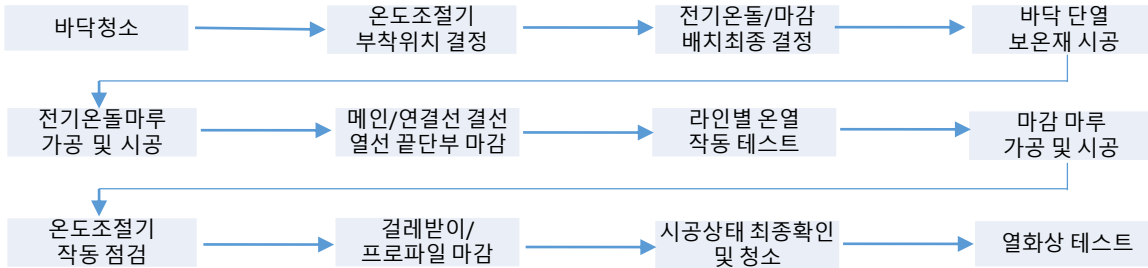 바닥청소
온도조절기
부착위치 결정
전기온돌/마감
배치최종 결정
바닥 단열
보온재 시공
전기온돌마루
가공 및 시공
메인/연결선 결선
열선 끝단부 마감
라인별 온열
작동 테스트
마감 마루
가공 및 시공
온도조절기
작동 점검
걸레받이/
프로파일 마감
시공상태 최종확인
및 청소
열화상 테스트